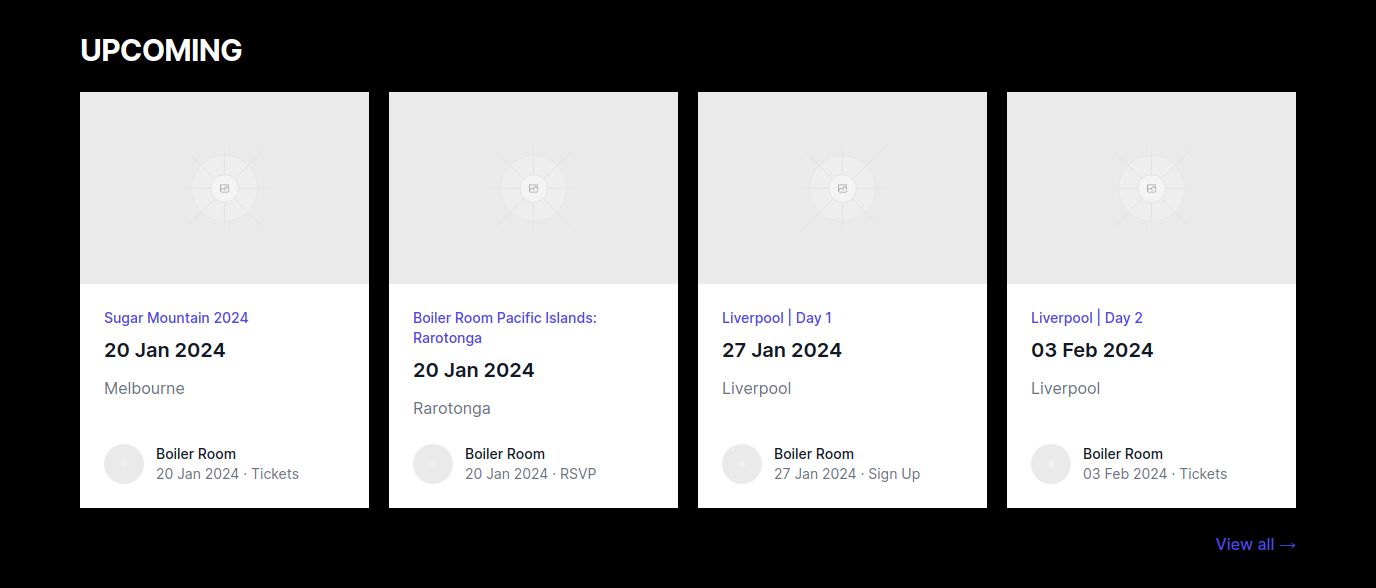 UPCOMING
Sugar Mountain 2024
20 Jan 2024
Melbourne
Boiler Room
20 Jan 2024 · Tickets
Boiler Room Pacific Islands:
Rarotonga
20 Jan 2024
Rarotonga
Boiler Room
20 Jan 2024 · RSVP
Liverpool | Day 1
27 Jan 2024
Liverpool
Boiler Room
27 Jan 2024 · Sign Up
Liverpool | Day 2
03 Feb 2024
Liverpool
Boiler Room
03 Feb 2024 · Tickets
View all →